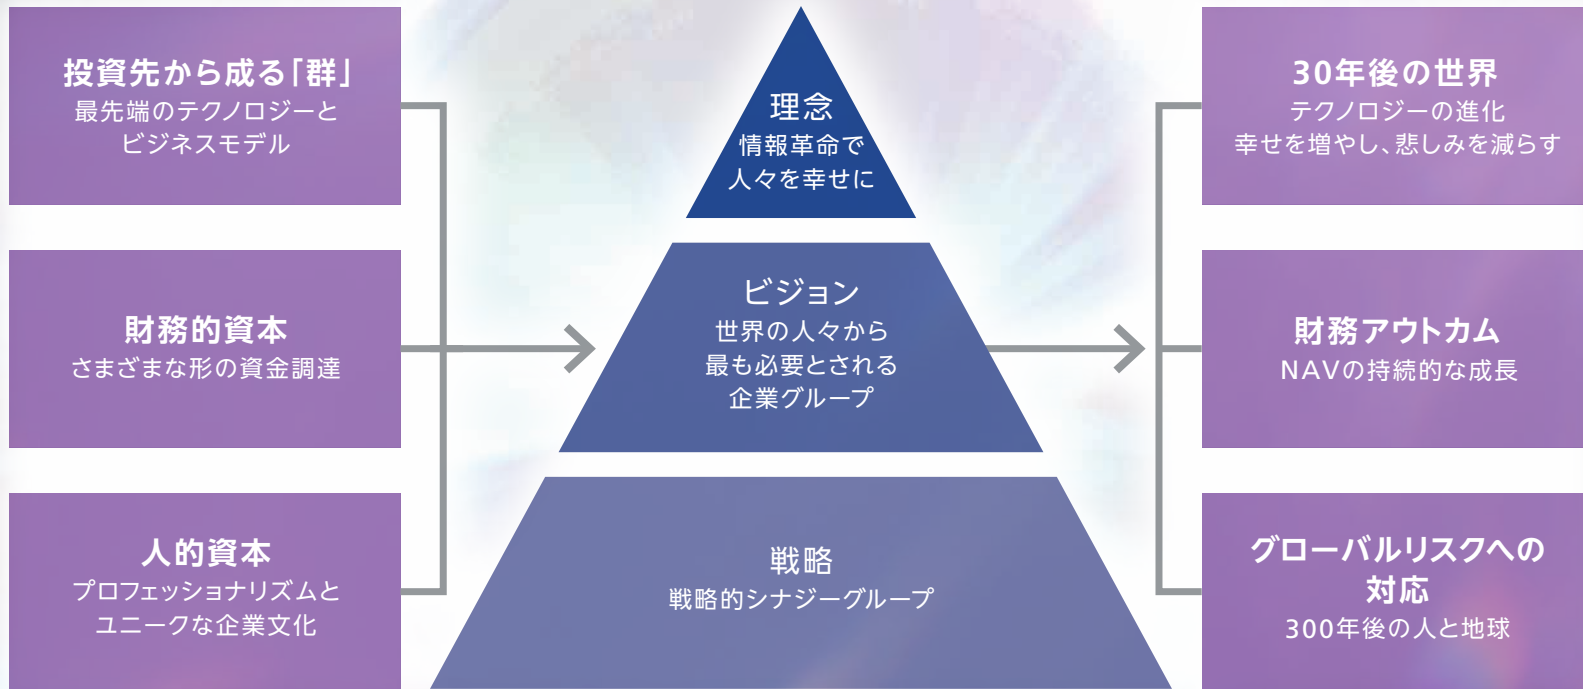 投資先から成る「群」
最先端のテクノロジーと
ビジネスモデル
財務的資本
さまざまな形の資金調達
人的資本
プロフェッショナリズムと
ユニークな企業文化
理念
情報革命で
人々を幸せに
ビジョン
世界の人々から
最も必要とされる
企業グループ
戦略
戦略的シナジーグループ
30年後の世界
テクノロジーの進化
幸せを増やし、悲しみを減らす
財務アウトカム
NAVの持続的な成長
グローバルリスクへの
対応
300年後の人と地球